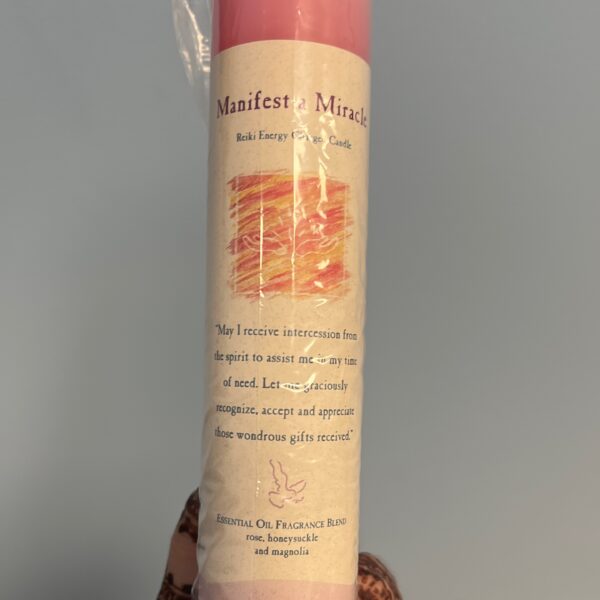 Manifest a Miracle
Reiki Energy Charged Candle
"May I receive intercession from
the spirit to assist me in my time
of need. Let me graciously
recognize, accept and appreciate
those wondrous gifts received."
ESSENTIAL OIL FRAGRANCE BLEND
rose, honeysuckle
and magnolia